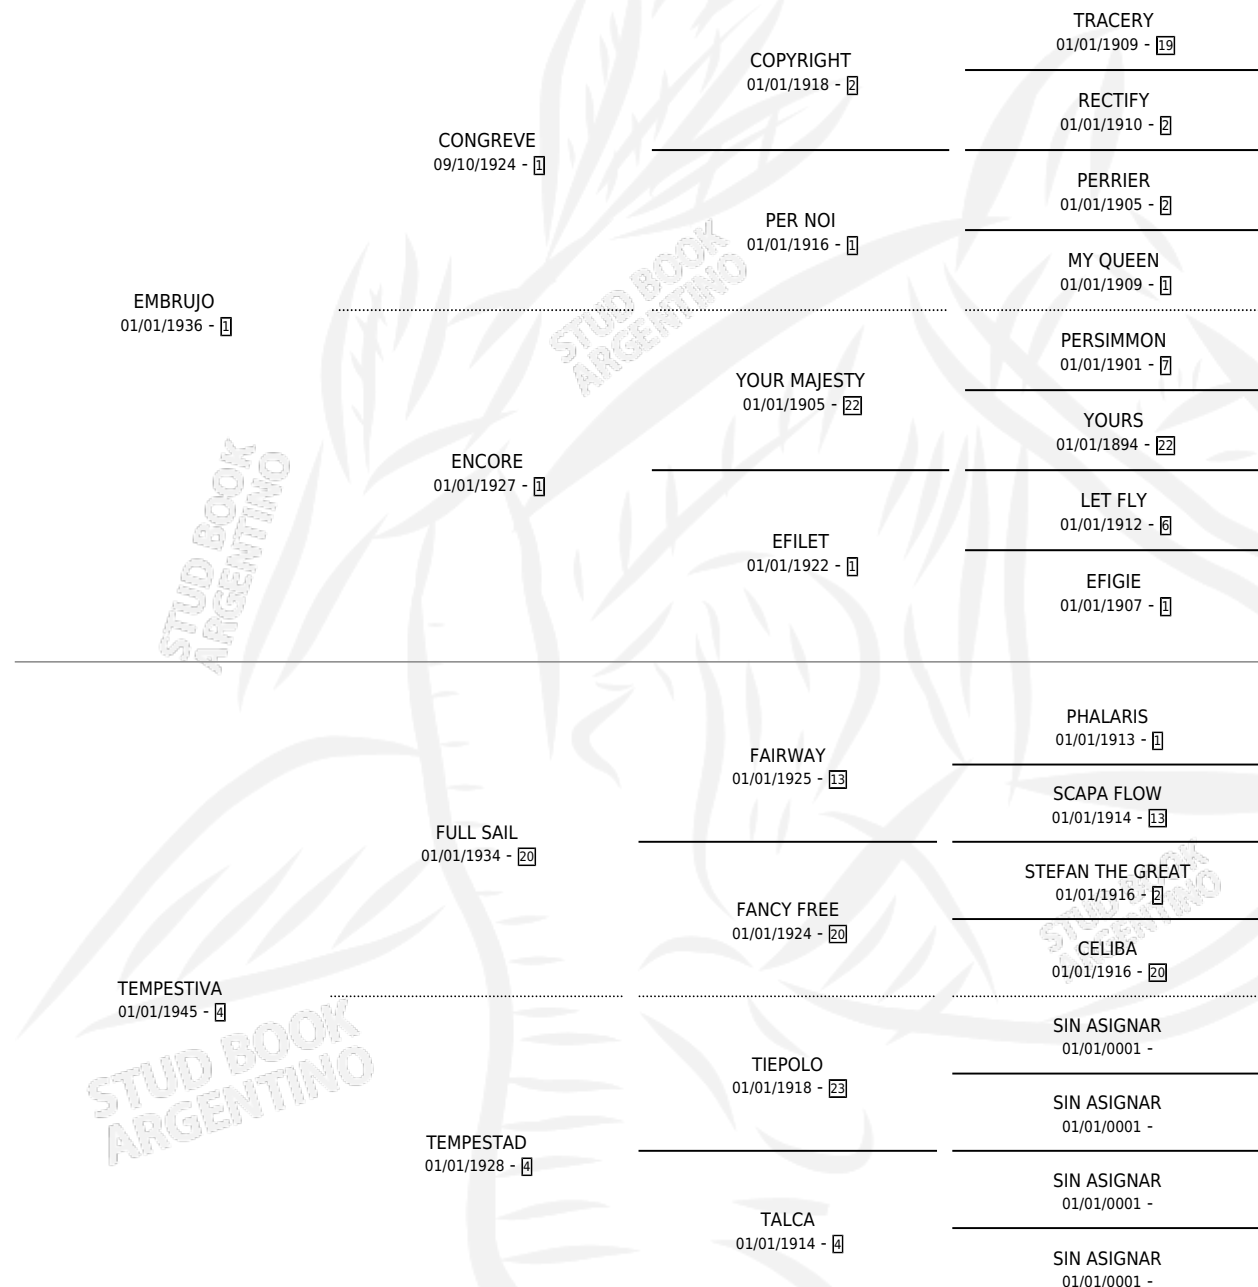 TRACERY
01/01/1909 - 19
COPYRIGHT
01/01/1918 - 2
RECTIFY
01/01/1910 - 2
CONGREVE
09/10/1924 - 1
PERRIER
01/01/1905 - 2
PER NOI
01/01/1916 - 1
MY QUEEN
01/01/1909 - 1
EMBRUJO
01/01/1936 - 1
PERSIMMON
01/01/1901 - 7
YOUR MAJESTY
01/01/1905 - 22
YOURS
01/01/1894 - 22
ENCORE
01/01/1927 - 1
LET FLY
01/01/1912 - 6
EFILET
01/01/1922 - 1
EFIGIE
01/01/1907 - 1
STUD BOOK
ARGENTINO
STUD BOOK
ARGENTINO
PHALARIS
01/01/1913 - 1
FAIRWAY
01/01/1925 - 13
SCAPA FLOW
01/01/1914 - 13
FULL SAIL
01/01/1934 - 20
STEFAN THE GREAT
01/01/1916 - 2
FANCY FREE
01/01/1924 - 20
CELIBA
01/01/1916 - 20
STUD BOOK
ARGENTINO
TEMPESTIVA
01/01/1945 - 4
SIN ASIGNAR
01/01/0001 -
TIEPOLO
01/01/1918 - 23
SIN ASIGNAR
01/01/0001 -
STUD BOOK
ARGENTINO
TEMPESTAD
01/01/1928 - 4
SIN ASIGNAR
01/01/0001 -
TALCA
01/01/1914 - 4
SIN ASIGNAR
01/01/0001 -